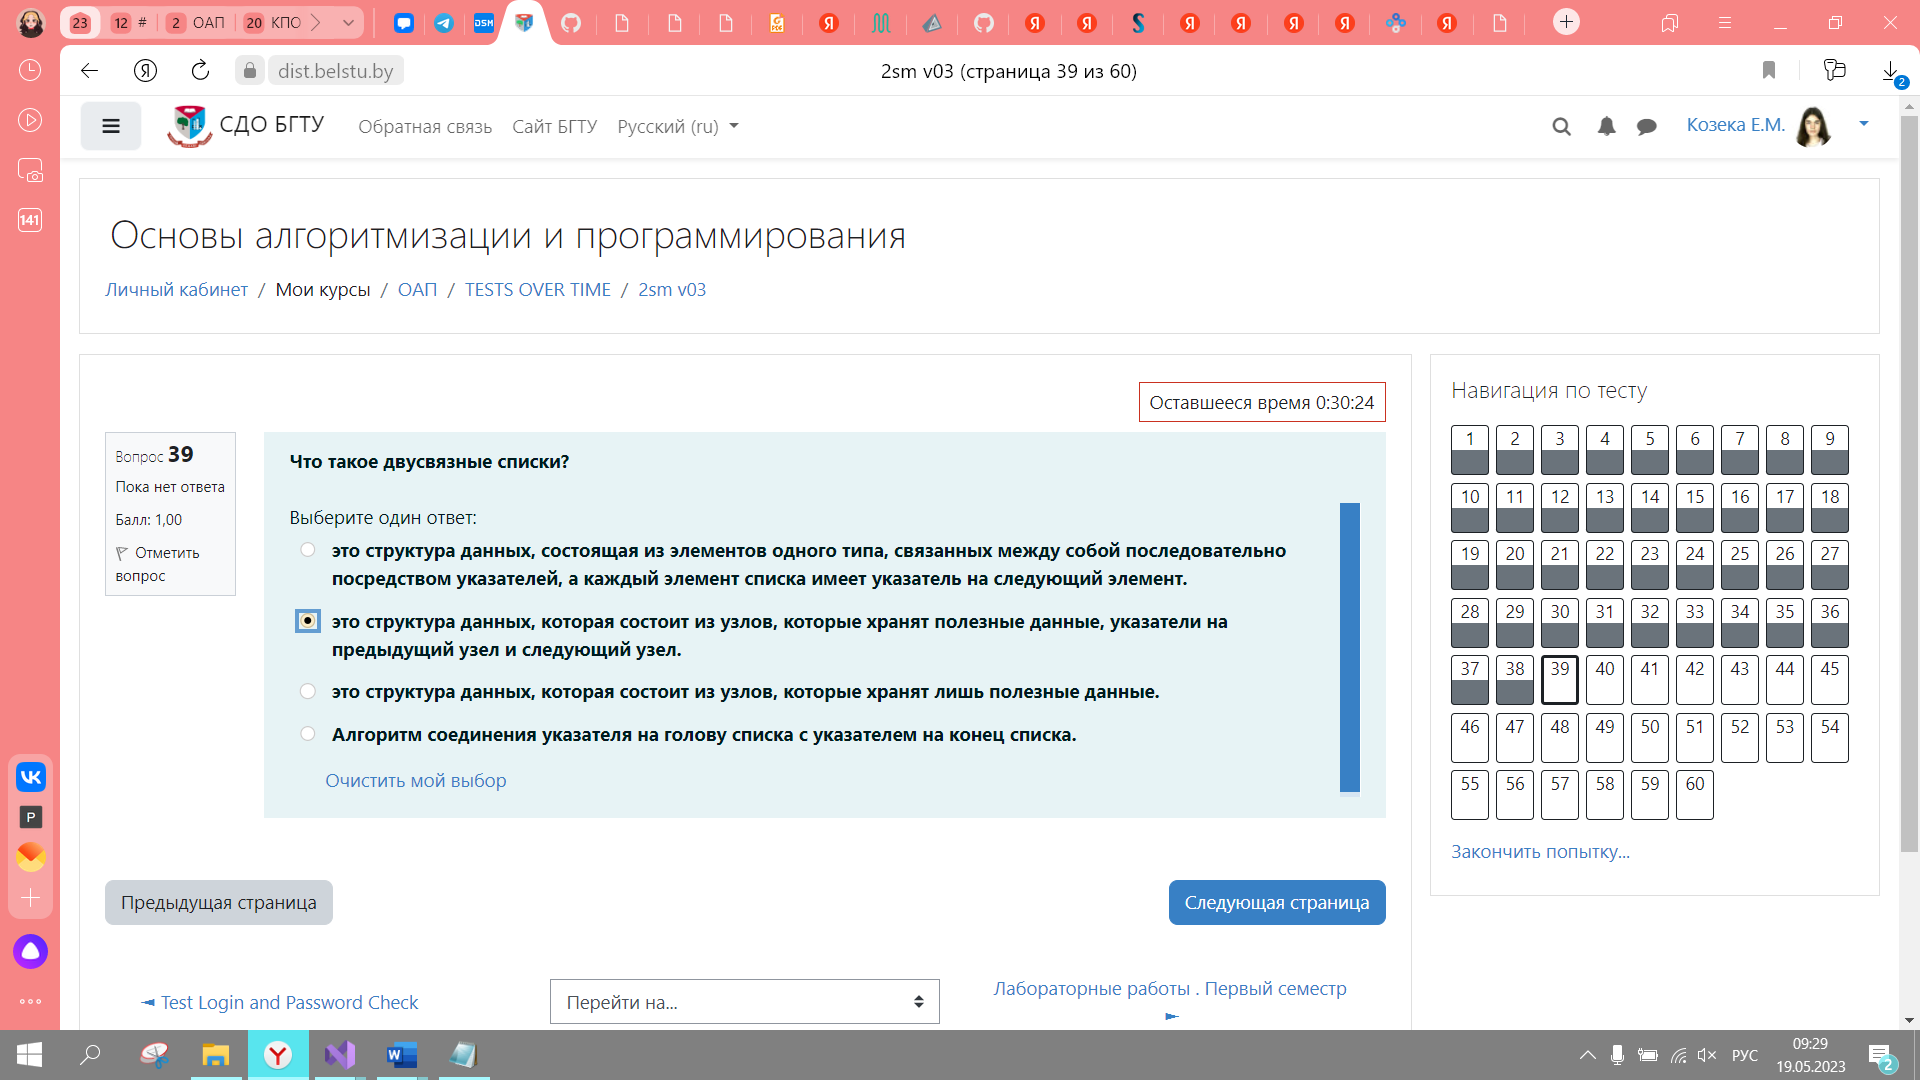 23
12 #
2 ОАП
20 КПО
DSM
dist.belstu.by
2sm v03 (страница 39 из 60)
2
141
СДО БГТУ
Обратная связь
Сайт БГТУ
Русский (ru)
Козека Е.М.
Основы алгоритмизации и программирования
Личный кабинет / Мои курсы / ОАП / TESTS OVER TIME / 2sm v03
Оставшееся время 0:30:24
Вопрос 39
Пока нет ответа
Балл: 1,00
Отметить
вопрос
Что такое двусвязные списки?
Выберите один ответ:
это структура данных, состоящая из элементов одного типа, связанных между собой последовательно
посредством указателей, а каждый элемент списка имеет указатель на следующий элемент.
это структура данных, которая состоит из узлов, которые хранят полезные данные, указатели на
предыдущий узел и следующий узел.
это структура данных, которая состоит из узлов, которые хранят лишь полезные данные.
Алгоритм соединения указателя на голову списка с указателем на конец списка.
Очистить мой выбор
Предыдущая страница
Следующая страница
Test Login and Password Check
Перейти на...
Лабораторные работы . Первый семестр
Навигация по тесту
1 2 3 4 5 6 7 8 9
10 11 12 13 14 15 16 17 18
19 20 21 22 23 24 25 26 27
28 29 30 31 32 33 34 35 36
37 38 39 40 41 42 43 44 45
46 47 48 49 50 51 52 53 54
55 56 57 58 59 60
Закончить попытку...
РУС
09:29
19.05.2023
2